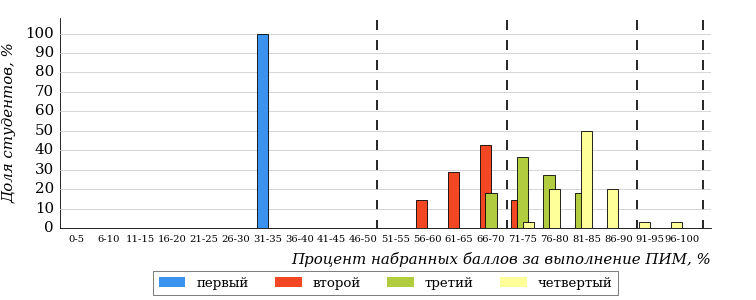 Доля студентов, %
100
90
80
70
60
50
40
30
20
10
0
0-5 6-10 11-15 16-20 21-25 26-30 31-35 36-40 41-45 46-50 51-55 56-60 61-65 66-70 71-75 76-80 81-85 86-90 91-95 96-100
Процент набранных баллов за выполнение ПИМ, %
первый второй третий четвертый